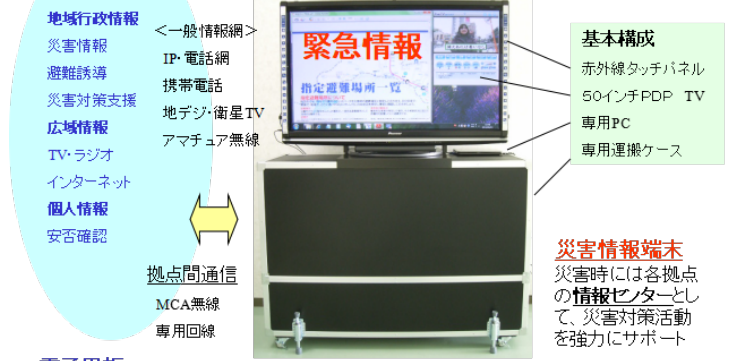 地域行政情報
災害情報
避難誘導
災害対策支援
広域情報
TV・ラジオ
インターネット
個人情報
安否確認
<一般情報網>
IP・電話網
携帯電話
地デジ・衛星TV
アマチュア無線
拠点間通信
MCA無線
専用回線
緊急情報
指定避難場所一覧
基本構成
赤外線タッチパネル
50インチPDP TV
専用PC
専用運搬ケース
災害情報端末
災害時には各拠点
の情報センターとし
て、災害対策活動
を強力にサポート